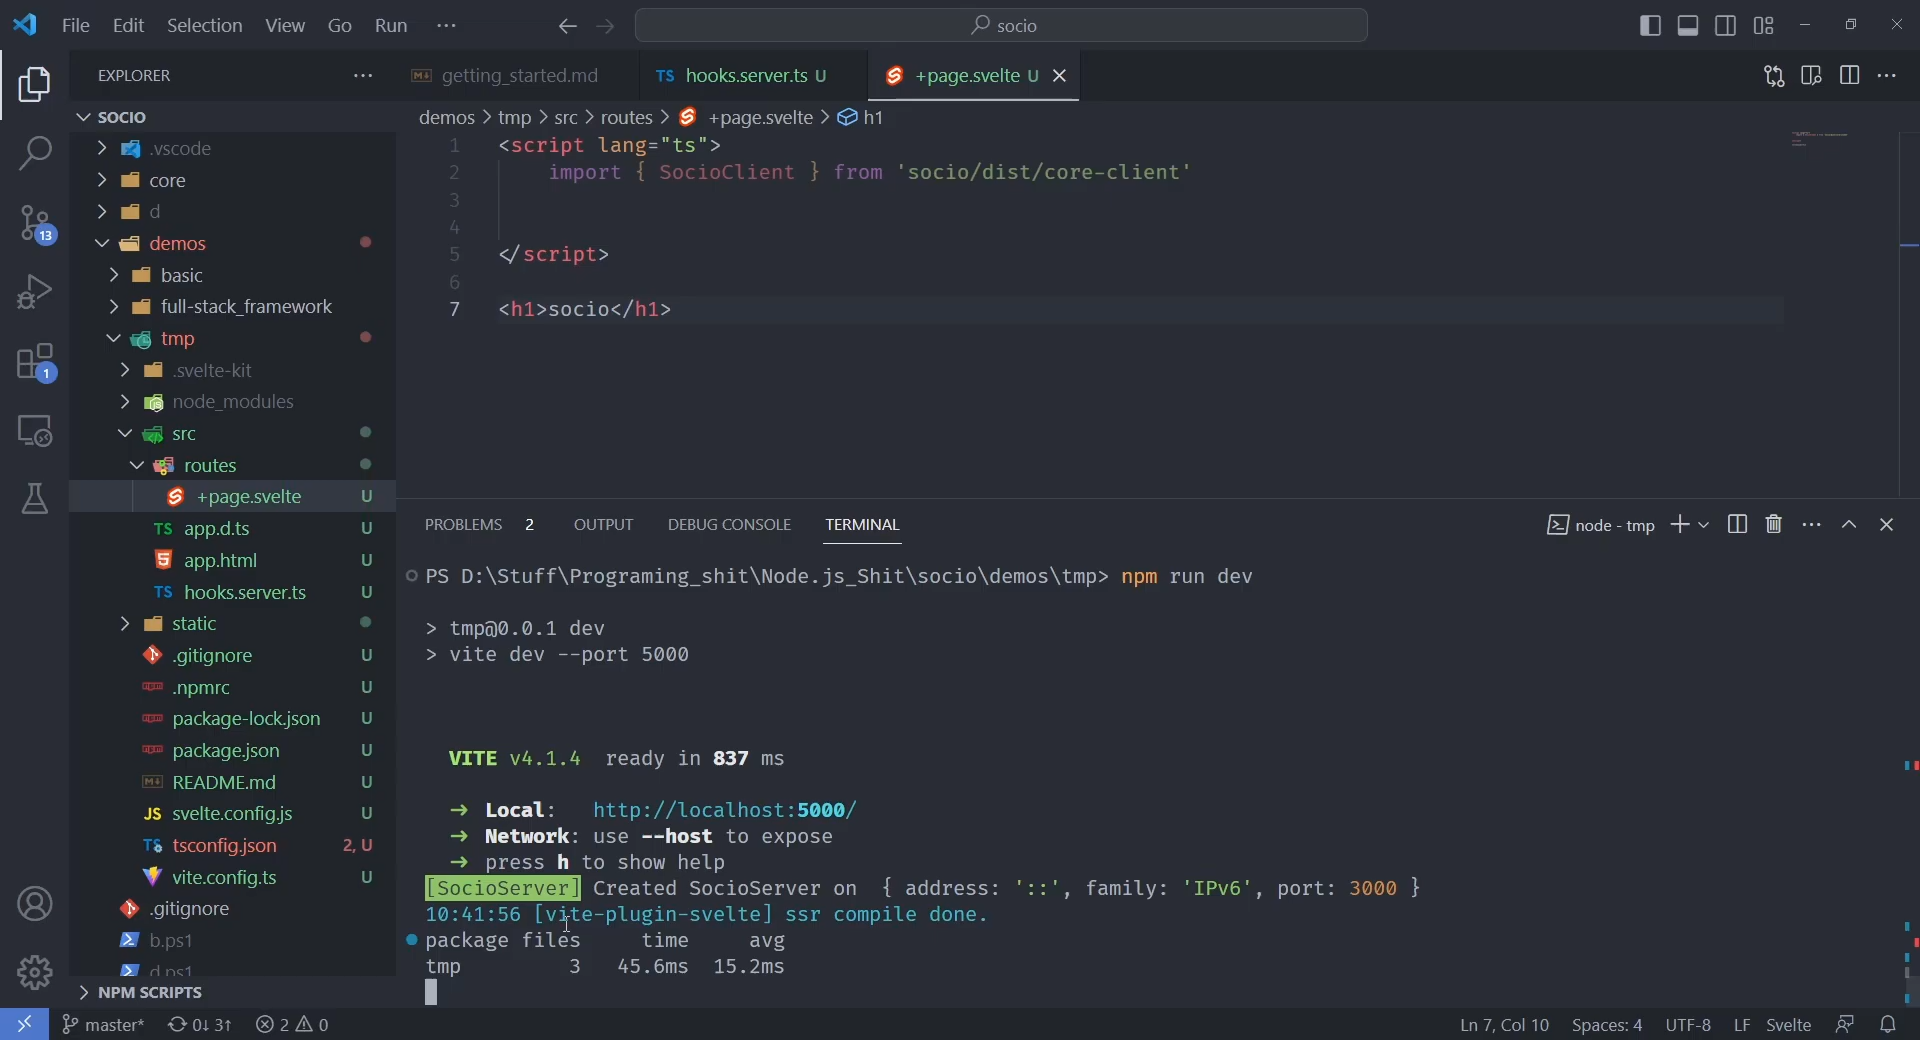 File Edit Selection View Go Run ···
socio
EXPLORER ···
getting_started.md
TS hooks.server.ts U
+page.svelte U
SOCIO
demos > tmp > src > routes > +page.svelte > h1
.vscode
core
d
demos
basic
full-stack_framework
tmp
.svelte-kit
node_modules
src
routes
+page.svelte U
TS app.d.ts U
app.html U
TS hooks.server.ts U
static
.gitignore U
.npmrc U
package-lock.json U
package.json U
README.md U
JS svelte.config.js U
TS tsconfig.json 2, U
vite.config.ts U
.gitignore
b.ps1
d.ps1
NPM SCRIPTS
13
1
1 <script lang="ts">
2 import { SocioClient } from 'socio/dist/core-client'
3
4
5 </script>
6
7 <h1>socio</h1>
PROBLEMS 2 OUTPUT DEBUG CONSOLE TERMINAL
node - tmp
PS D:\Stuff\Programing_shit\Node.js_Shit\socio\demos\tmp> npm run dev
> tmp@0.0.1 dev
> vite dev --port 5000
VITE v4.1.4 ready in 837 ms
➜ Local: http://localhost:5000/
➜ Network: use --host to expose
➜ press h to show help
[SocioServer] Created SocioServer on { address: '::', family: 'IPv6', port: 3000 }
10:41:56 [vite-plugin-svelte] ssr compile done.
package files time avg
tmp 3 45.6ms 15.2ms
master* 0↓ 3↑ 2 0
Ln 7, Col 10 Spaces: 4 UTF-8 LF Svelte